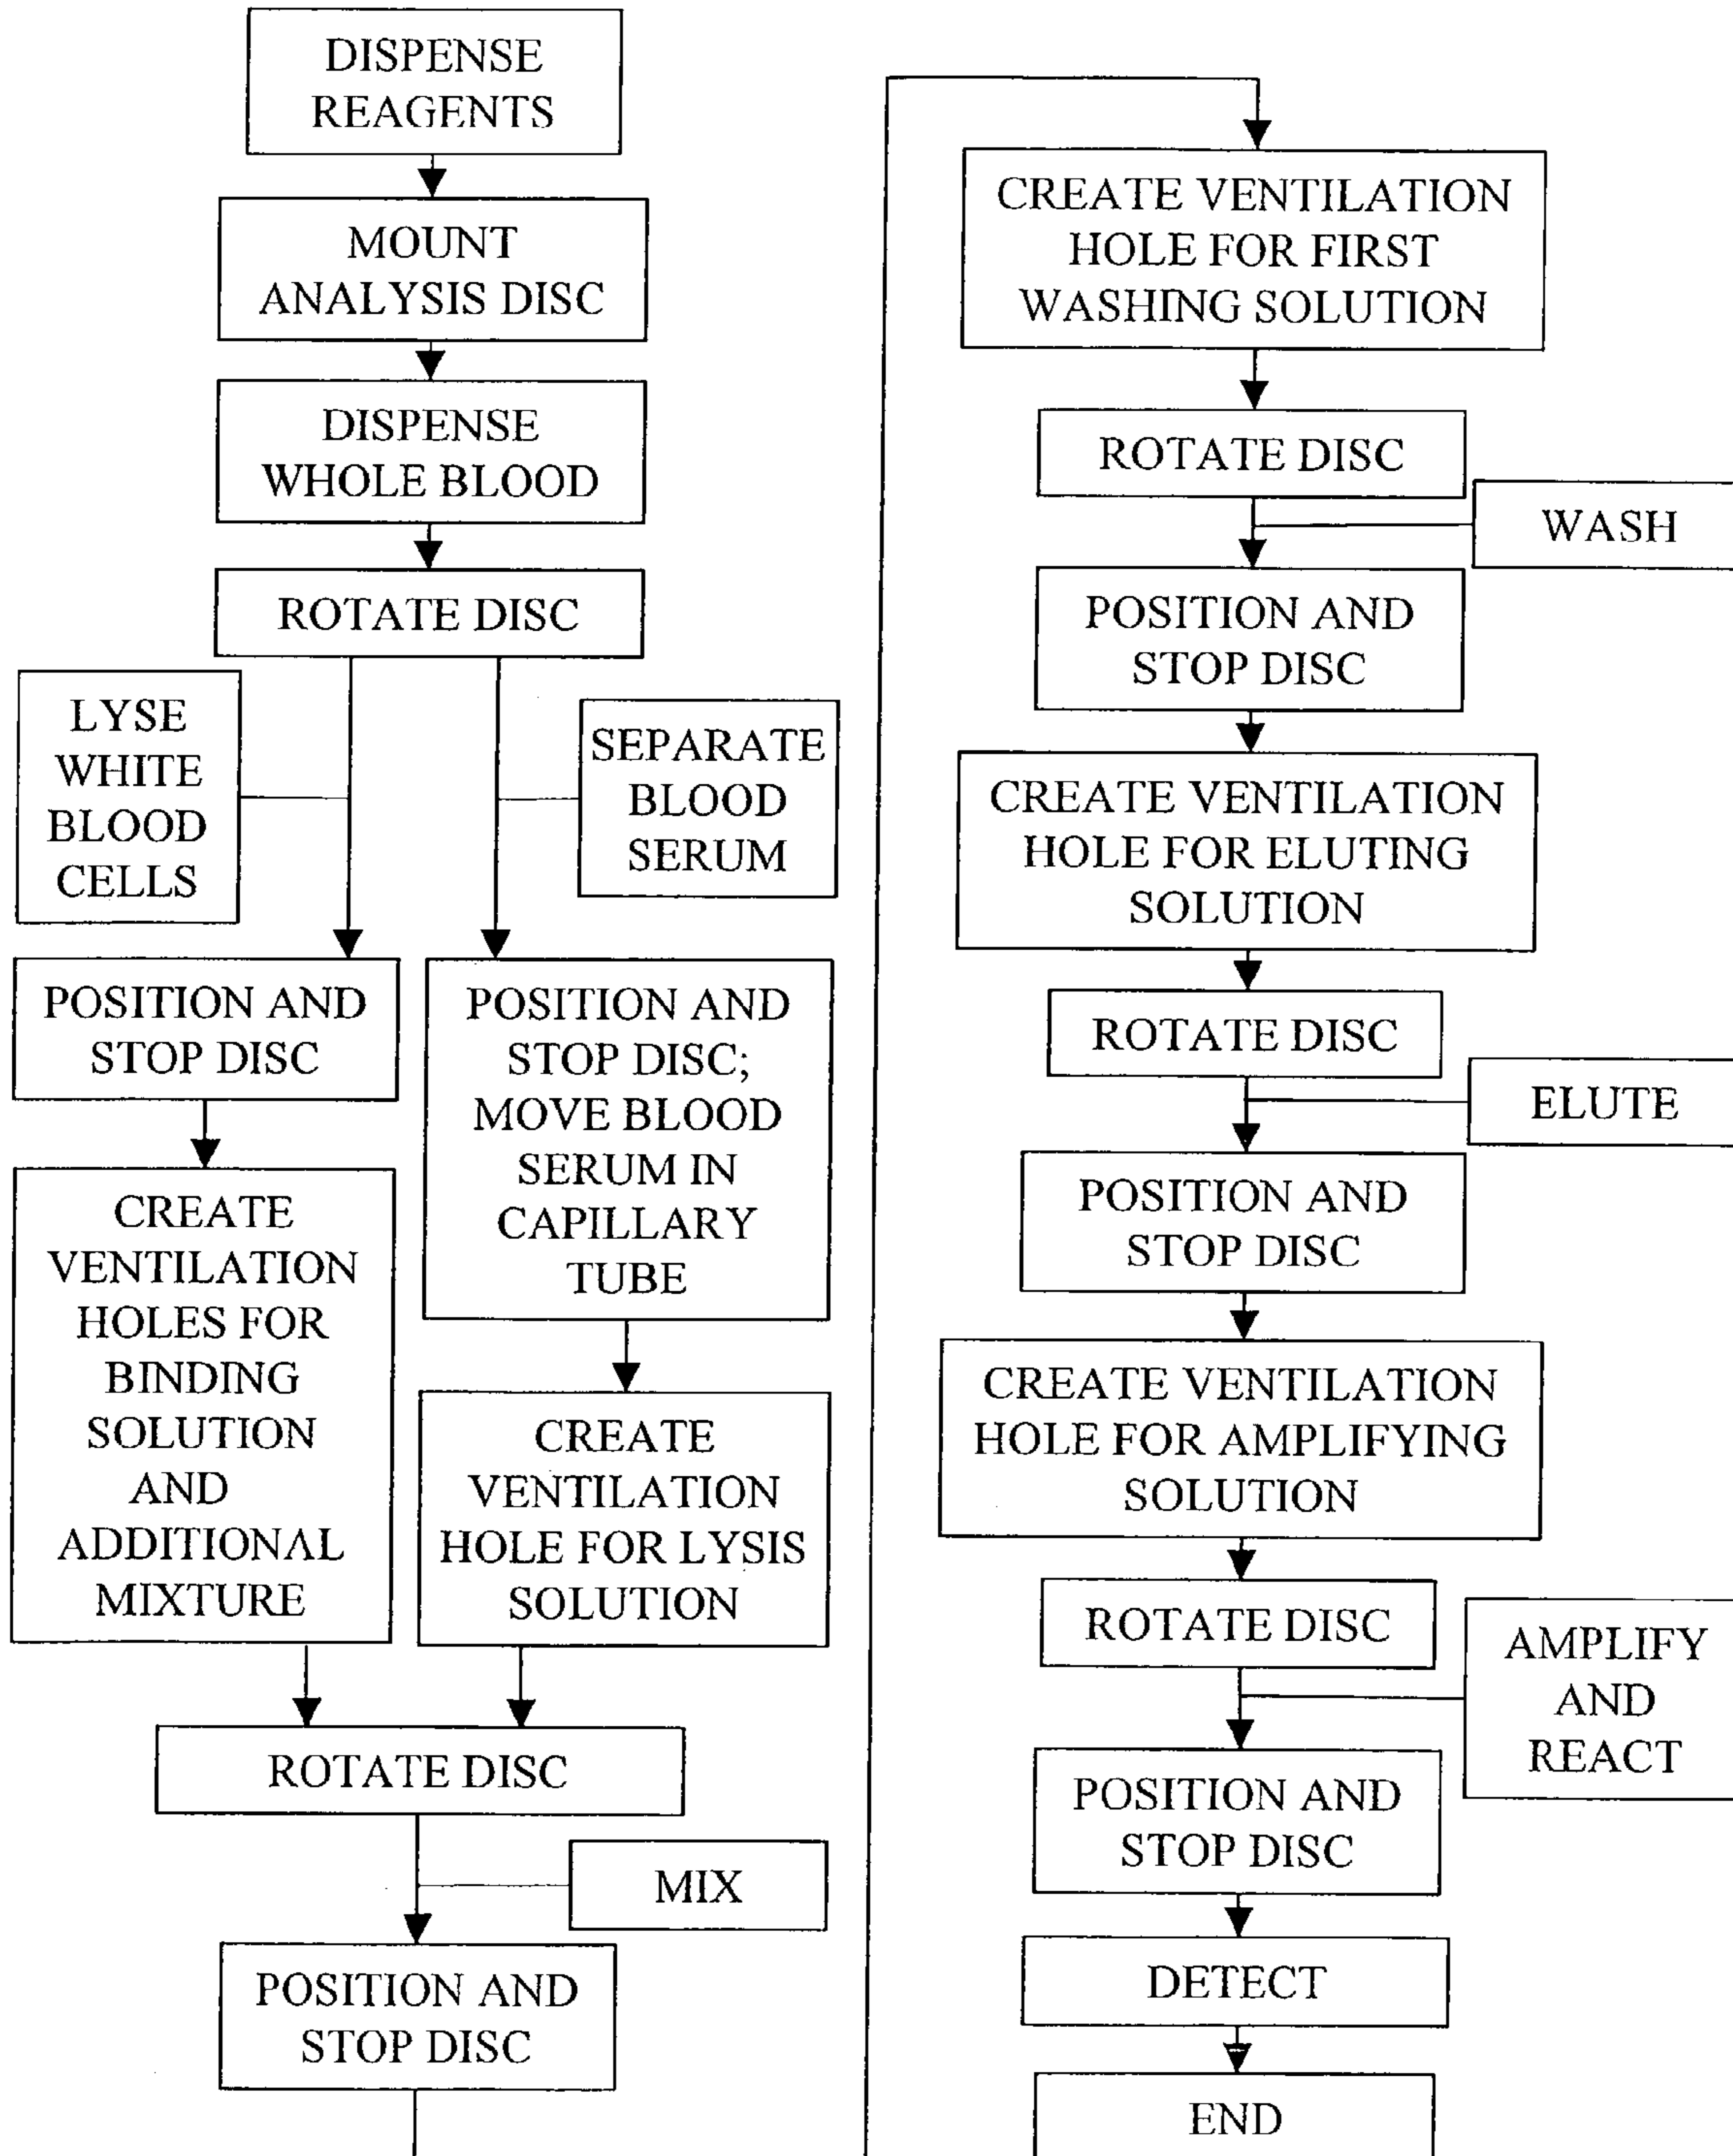 DISPENSE
REAGENTS
MOUNT
ANALYSIS DISC
DISPENSE
WHOLE BLOOD
ROTATE DISC
LYSE
WHITE
BLOOD
CELLS
SEPARATE
BLOOD
SERUM
POSITION AND
STOP DISC
POSITION AND
STOP DISC;
MOVE BLOOD
SERUM IN
CAPILLARY
TUBE
CREATE
VENTILATION
HOLES FOR
BINDING
SOLUTION
AND
ADDITIONAL
MIXTURE
CREATE
VENTILATION
HOLE FOR LYSIS
SOLUTION
ROTATE DISC
MIX
POSITION AND
STOP DISC
CREATE VENTILATION
HOLE FOR FIRST
WASHING SOLUTION
ROTATE DISC
WASH
POSITION AND
STOP DISC
CREATE VENTILATION
HOLE FOR ELUTING
SOLUTION
ROTATE DISC
ELUTE
POSITION AND
STOP DISC
CREATE VENTILATION
HOLE FOR AMPLIFYING
SOLUTION
ROTATE DISC
AMPLIFY
AND
REACT
POSITION AND
STOP DISC
DETECT
END